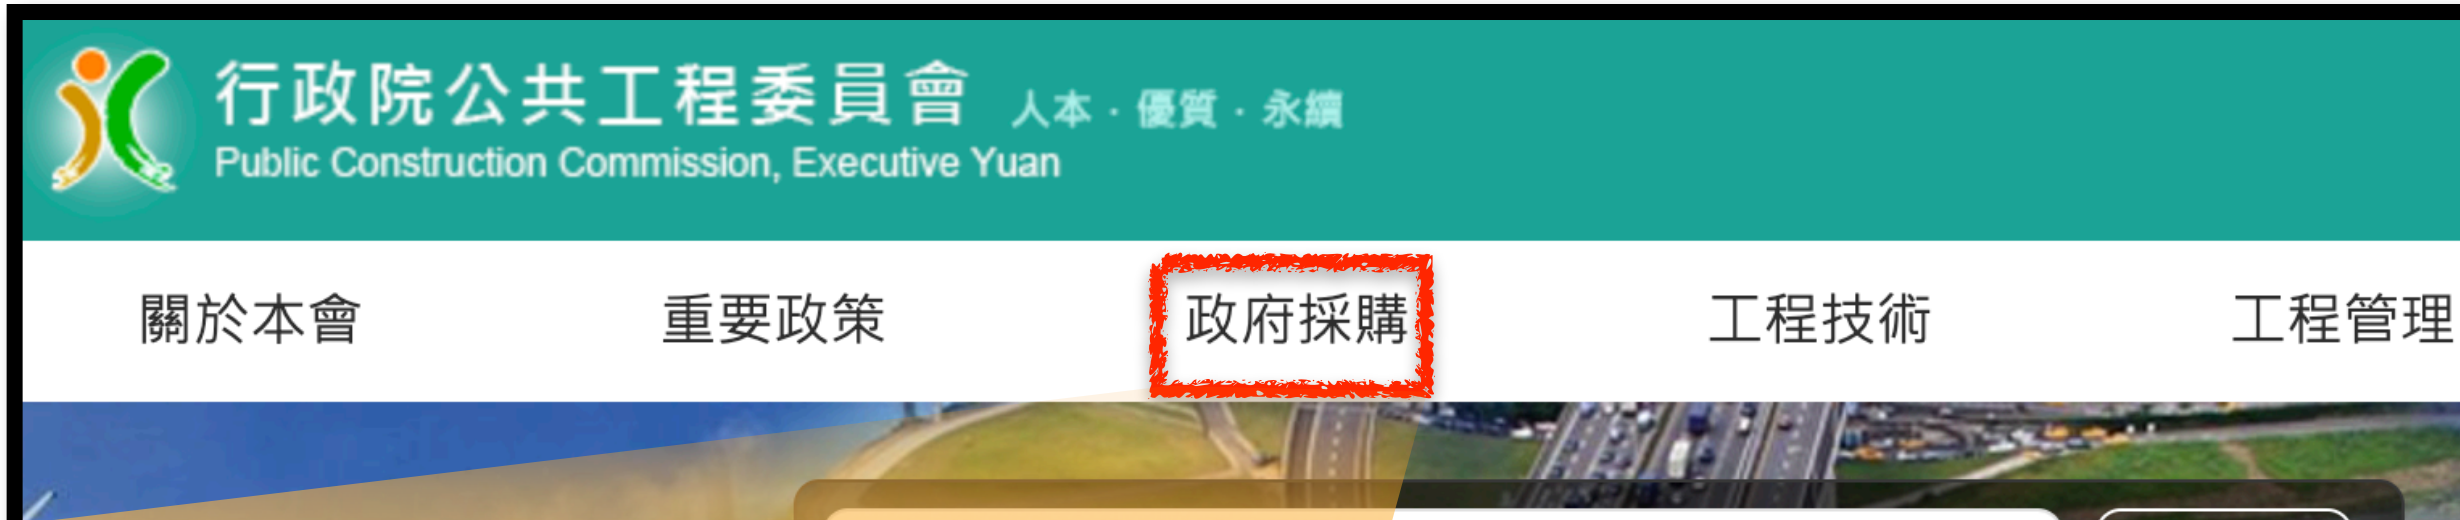 行政院公共工程委員會 人本．優質．永續
Public Construction Commission, Executive Yuan
關於本會 重要政策 政府採購 工程技術 工程管理